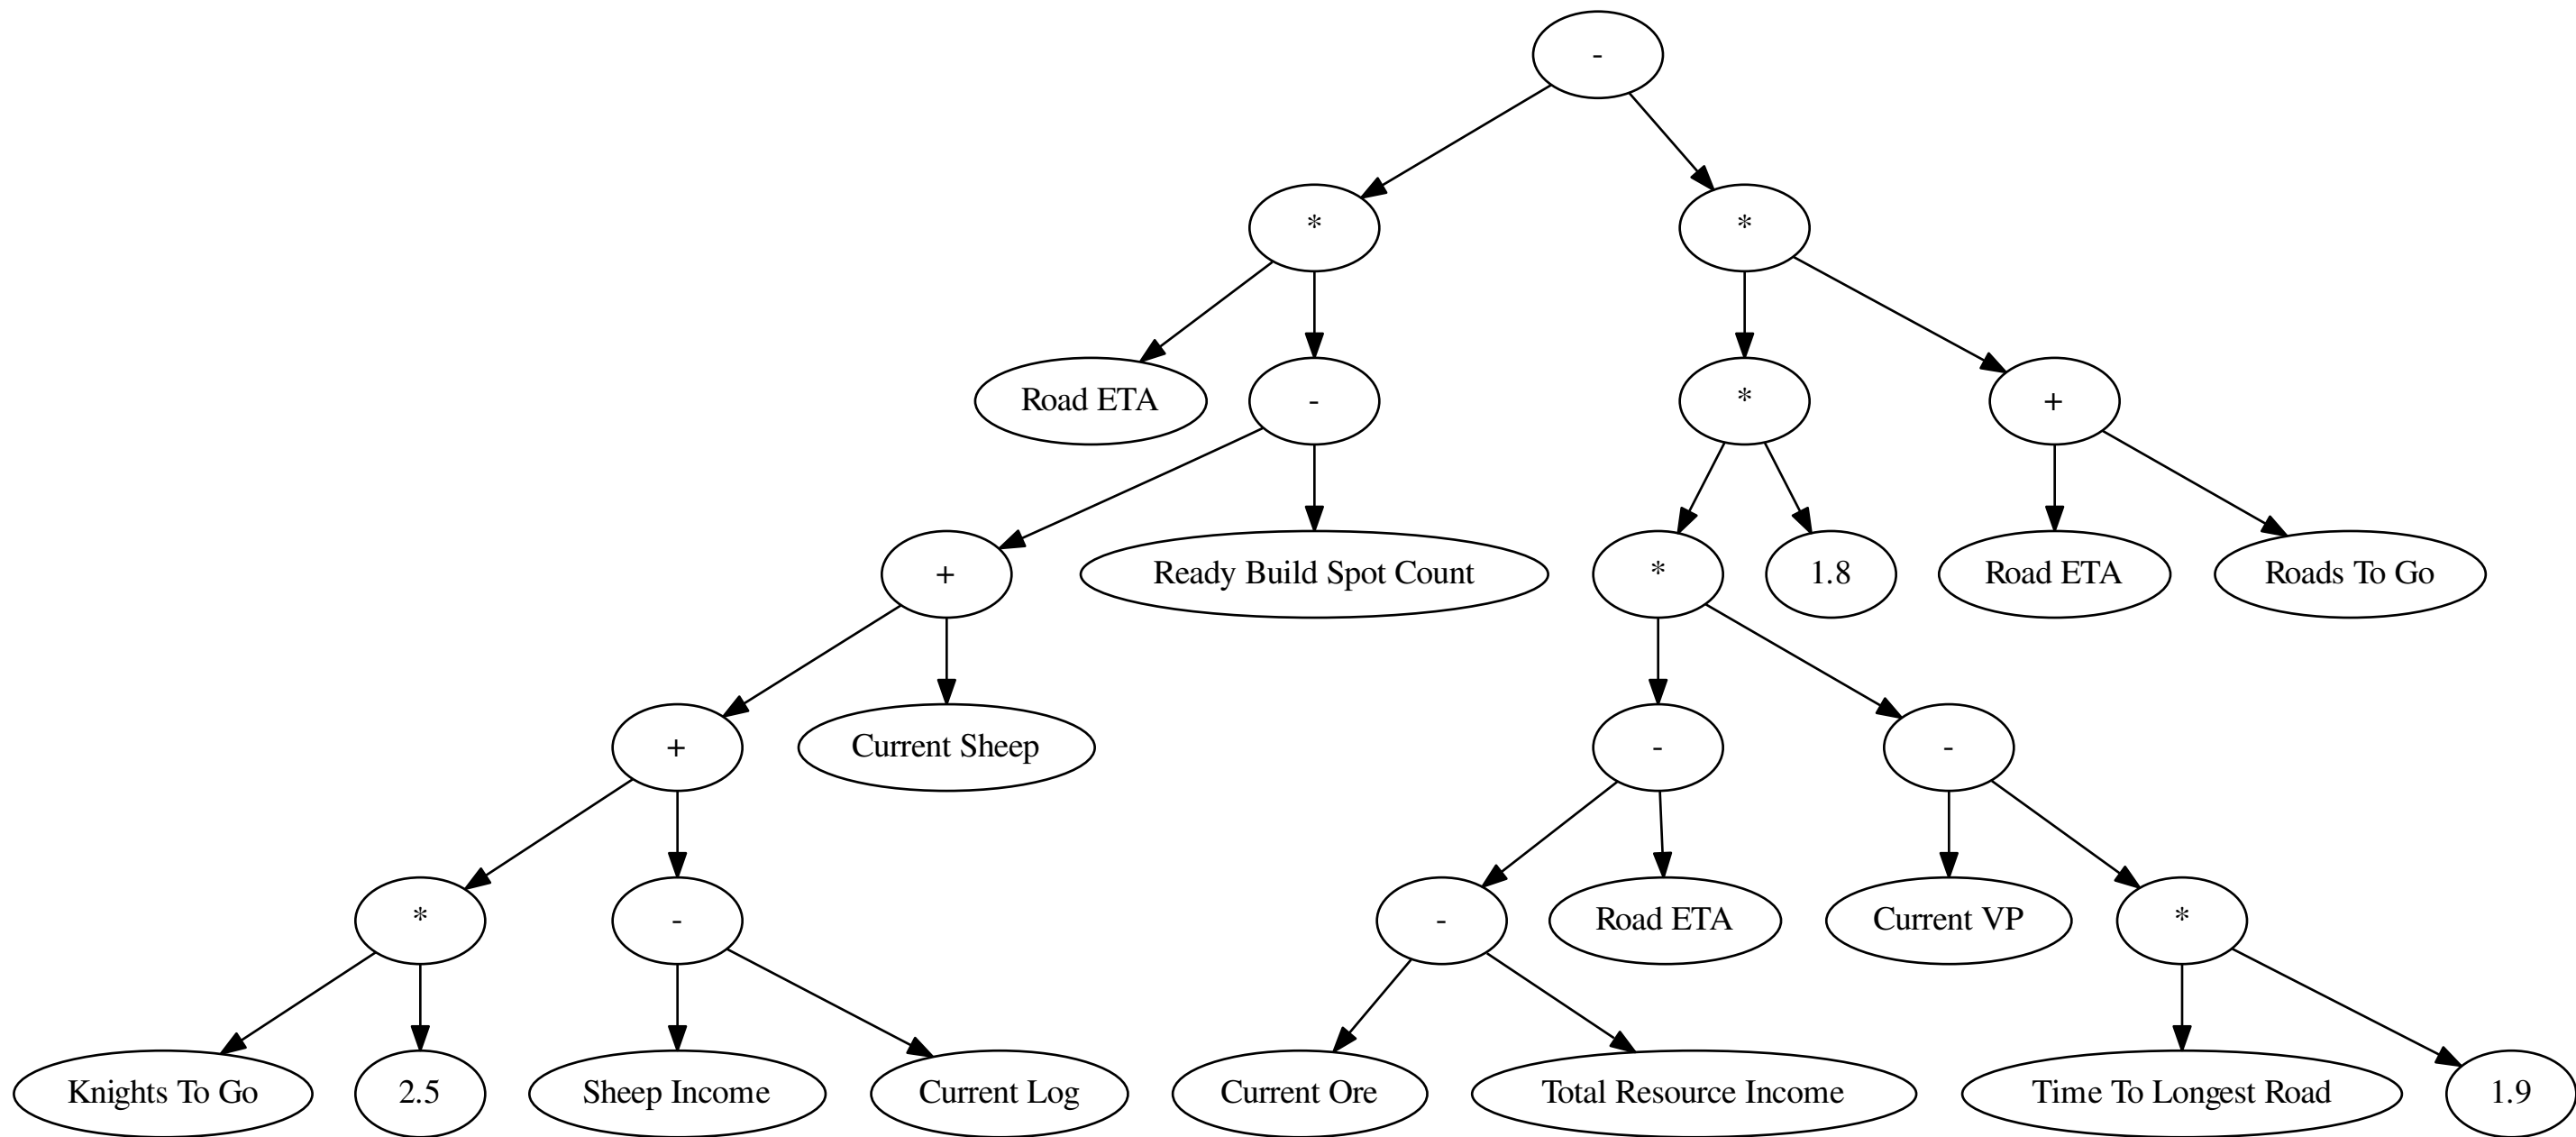 -
*
*
Road ETA
-
*
+
+
Ready Build Spot Count
*
1.8
Road ETA
Roads To Go
+
Current Sheep
-
-
*
-
-
Road ETA
Current VP
*
Knights To Go
2.5
Sheep Income
Current Log
Current Ore
Total Resource Income
Time To Longest Road
1.9